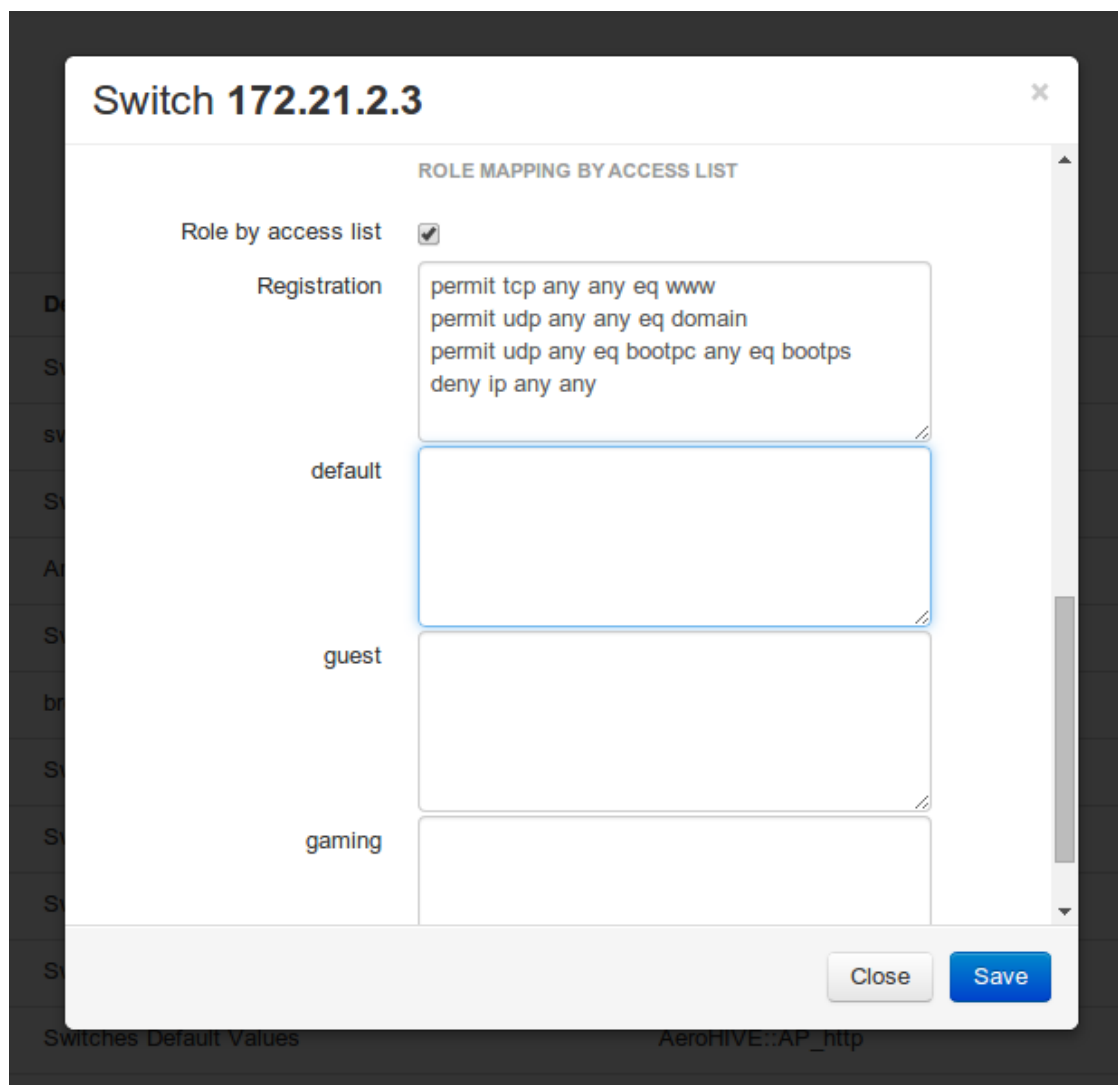 Switch 172.21.2.3
×
ROLE MAPPING BY ACCESS LIST
Role by access list
Registration
permit tcp any any eq www
permit udp any any eq domain
permit udp any eq bootpc any eq bootps
deny ip any any
default
guest
gaming
Close
Save
Switches Default Values
AeroHIVE::AP_http